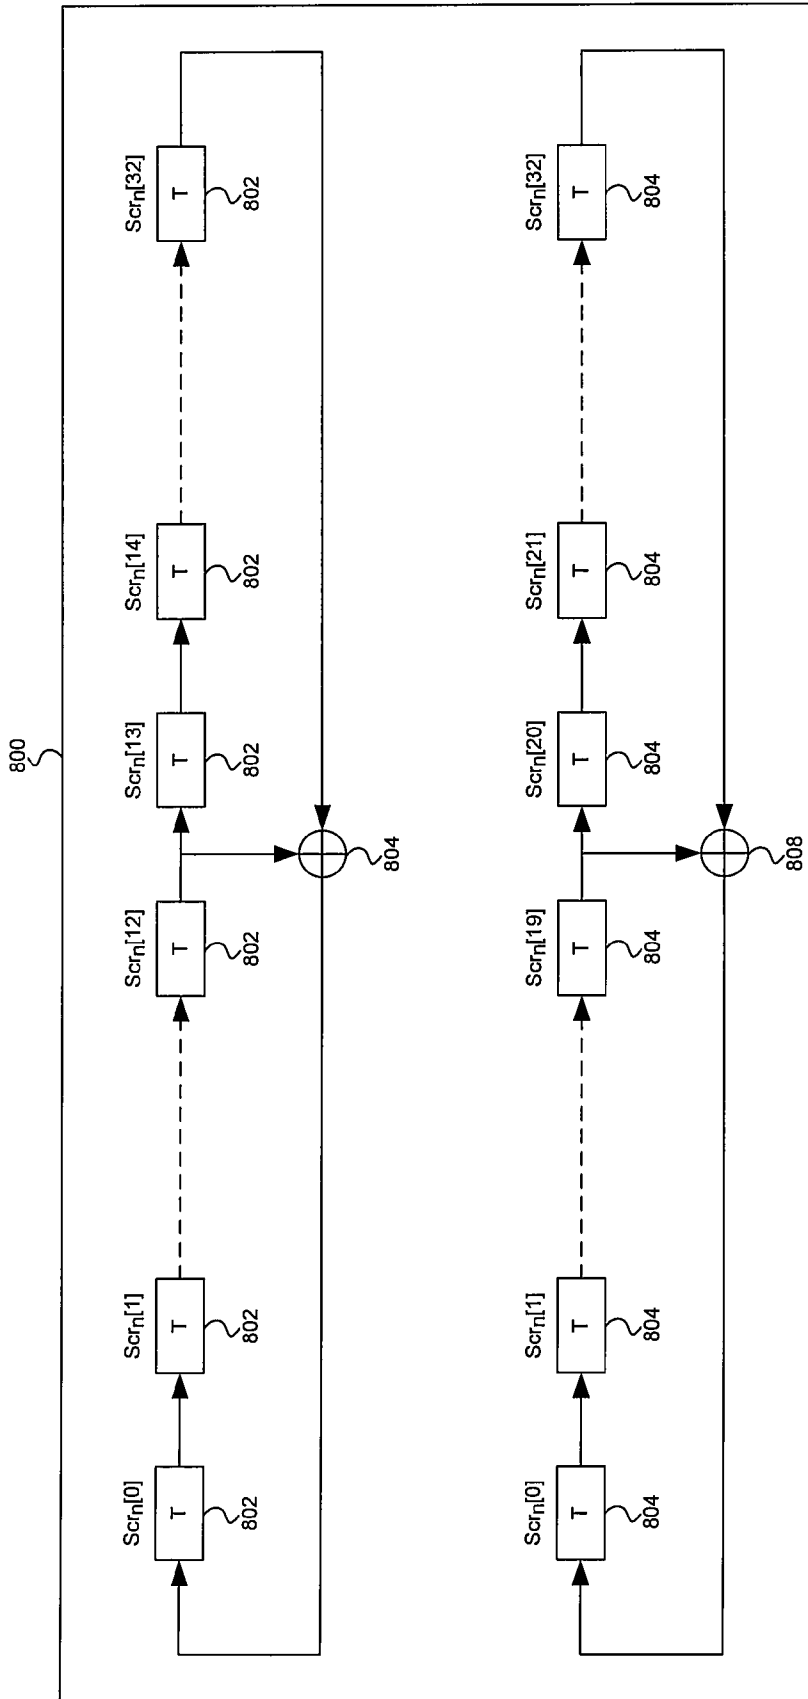 800
Scrn[0] Scrn[1] Scrn[12] Scrn[13] Scrn[14] Scrn[32]
T T T T T T
802 802 802 802 802 802
804
Scrn[0] Scrn[1] Scrn[19] Scrn[20] Scrn[21] Scrn[32]
T T T T T T
804 804 804 804 804 804
808